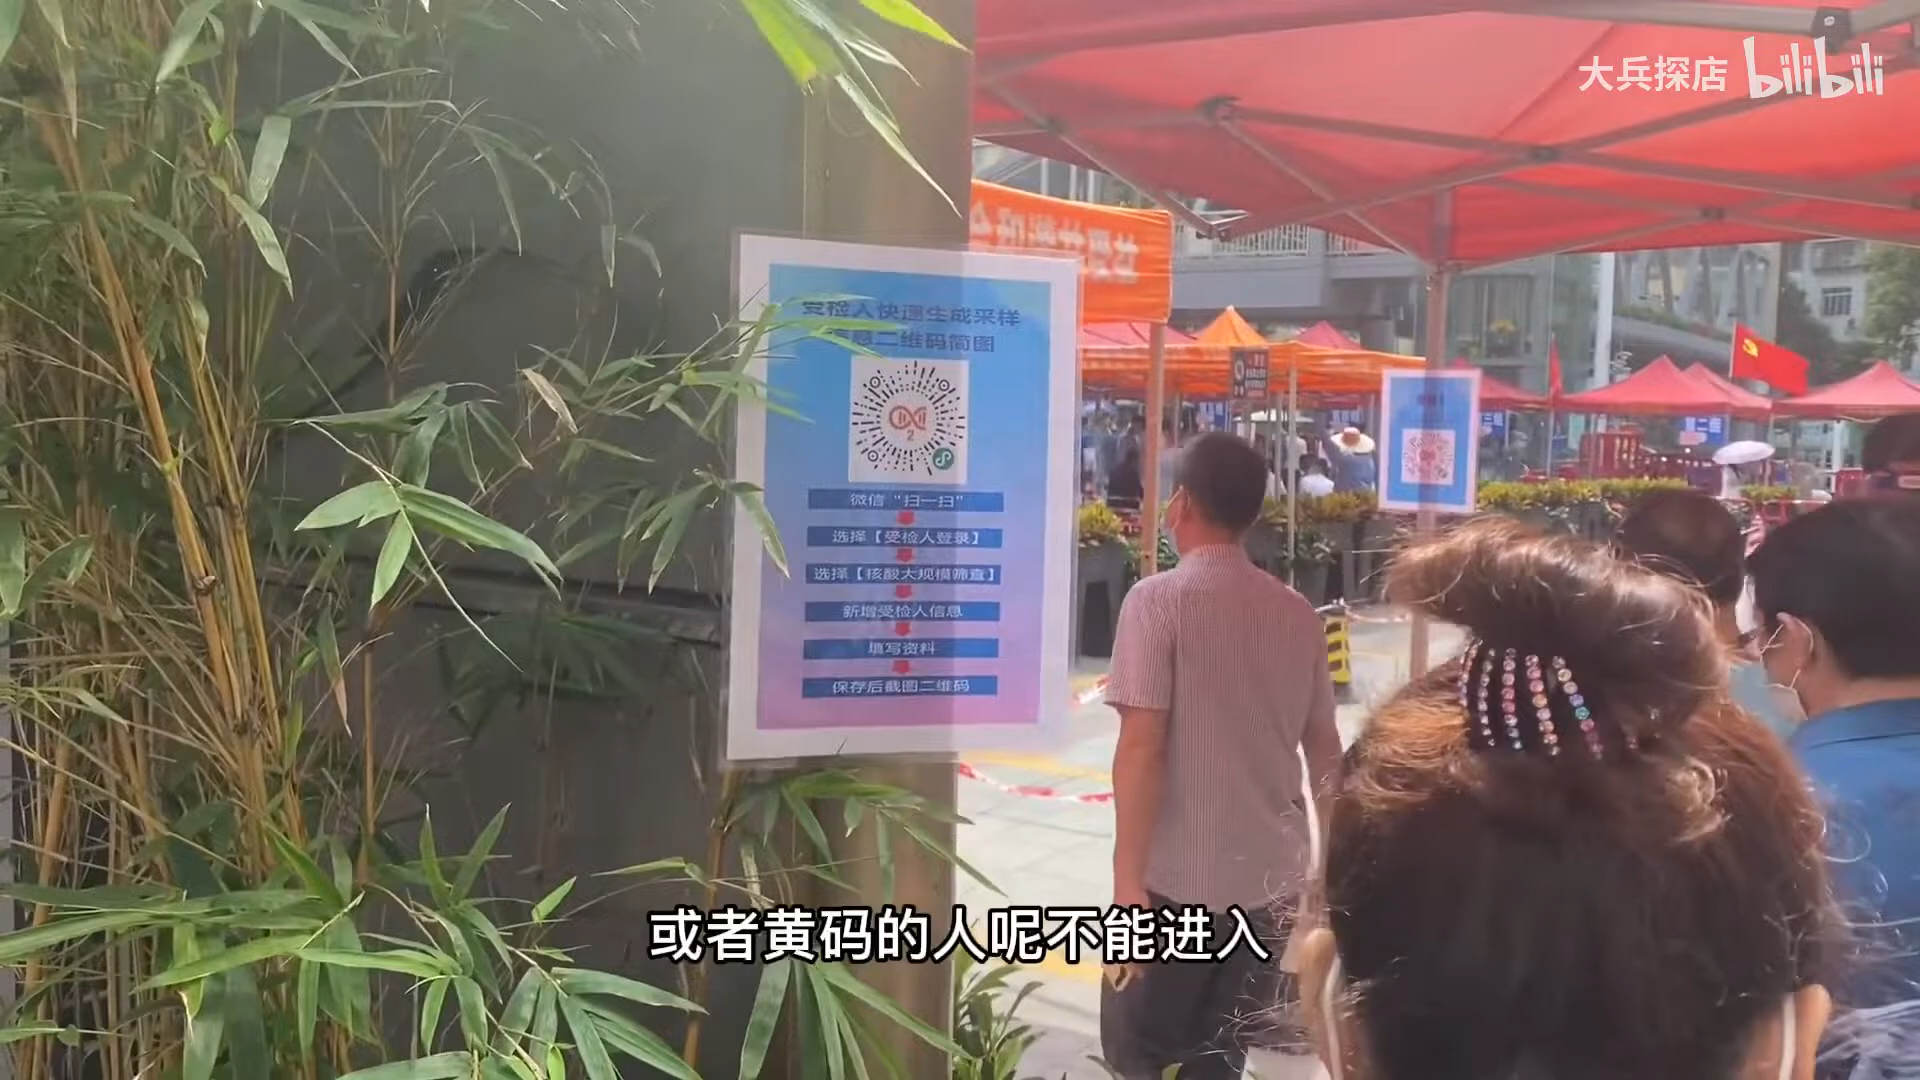 大兵探店 bilibili
受检人快速生成采样
信息二维码简图
2
微信“扫一扫”
选择【受检人登录】
选择【核酸大规模筛查】
新增受检人信息
填写资料
保存后截图二维码
或者黄码的人呢不能进入